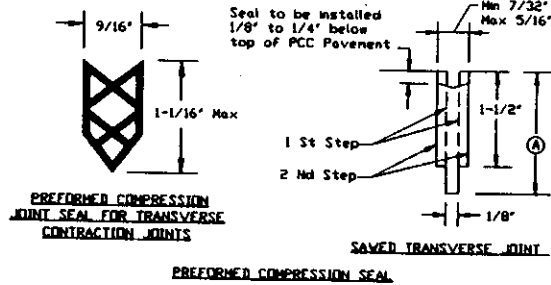 9/16"
1-1/16" Max
PREFORMED COMPRESSION
JOINT SEAL FOR TRANSVERSE
CONTRACTION JOINTS
Seal to be installed
1/8" to 1/4" below
top of PCC Pavement
Min 7/32"
Max 5/16"
1-1/2"
A
1 St Step
2 Nd Step
1/8"
SAWED TRANSVERSE JOINT
PREFORMED COMPRESSION SEAL